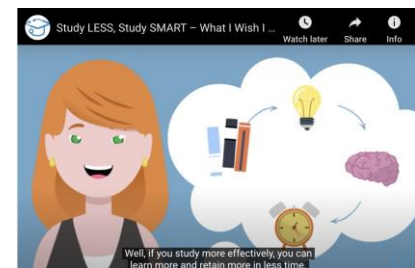 Study LESS, Study SMART – What I Wish I ...
Watch later
Share
Info
Well, if you study more effectively, you can
learn more and retain more in less time.